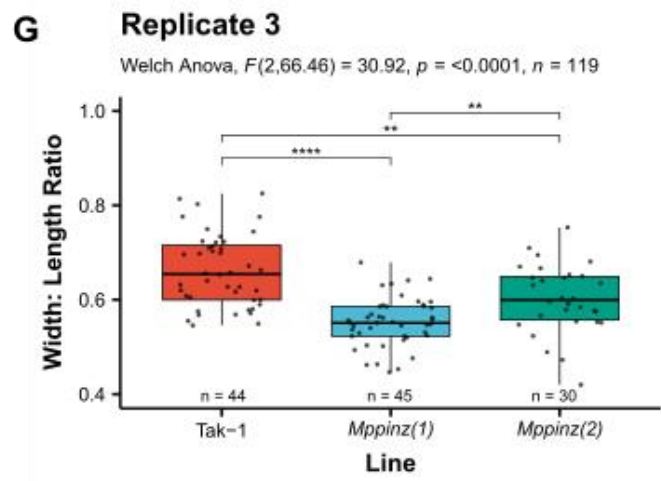 G
Replicate 3
Welch Anova, F(2,66.46) = 30.92, p = <0.0001, n = 119
**
**
****
1.0
0.8
0.6
0.4
Width: Length Ratio
n = 44
n = 45
n = 30
Tak−1
Mppinz(1)
Mppinz(2)
Line